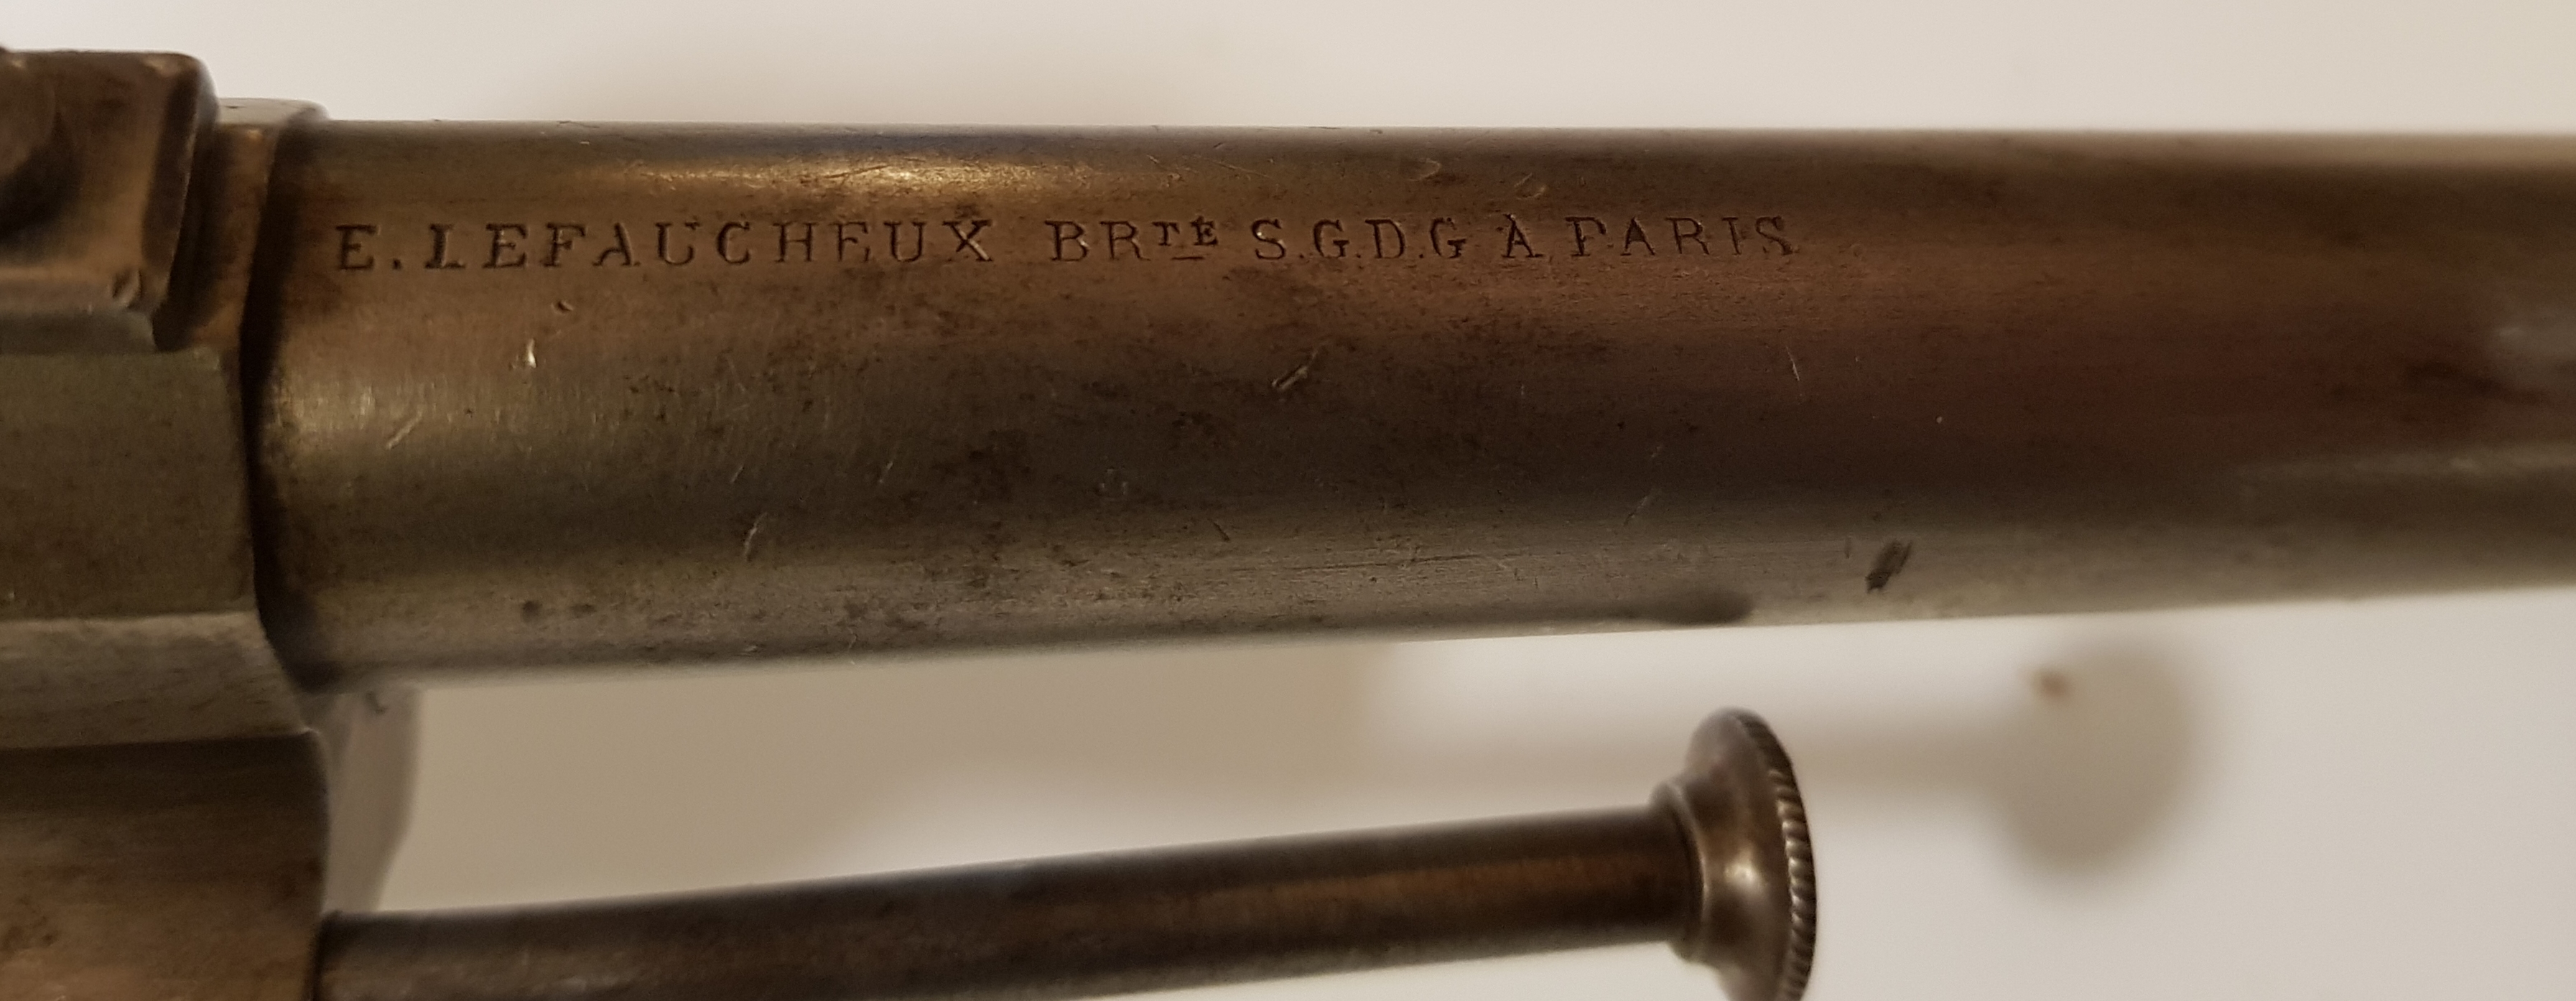 E. LEFAUCHEUX BRTÉ S.G.D.G À PARIS